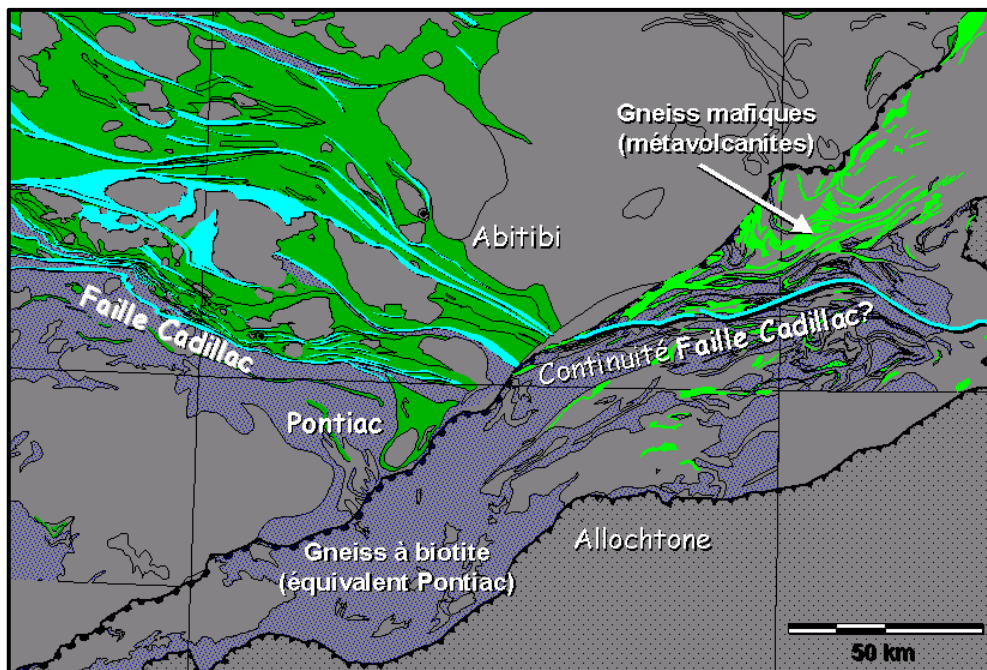 Gneiss mafiques
(métavolcanites)
Abitibi
Faille Cadillac
Continuité Faille Cadillac?
Pontiac
Gneiss à biotite
(équivalent Pontiac)
Allochtone
50 km